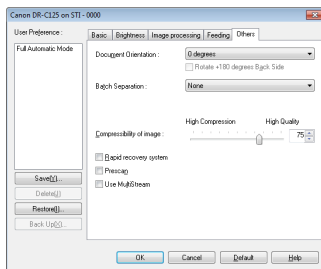 Canon DR-C125 on STI - 0000
User Preference :
Full Automatic Mode
Save[Y]...
Delete[J]
Restore[I]...
Back Up[X]...
Basic Brightness Image processing Feeding Others
Document Orientation : 0 degrees
Rotate +180 degrees Back Side
Batch Separation : None
High Compression High Quality
Compressibility of image : 75
Rapid recovery system
Prescan
Use MultiStream
OK Cancel Default Help